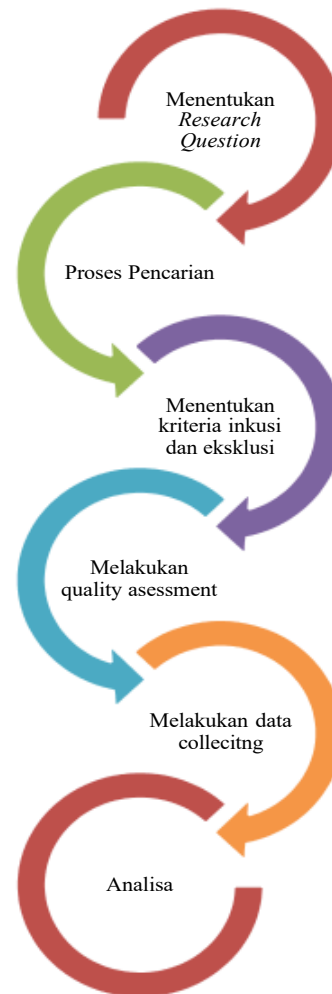 Menentukan
Research
Question
Proses Pencarian
Menentukan
kriteria inkusi
dan eksklusi
Melakukan
quality asessment
Melakukan data
collecitng
Analisa